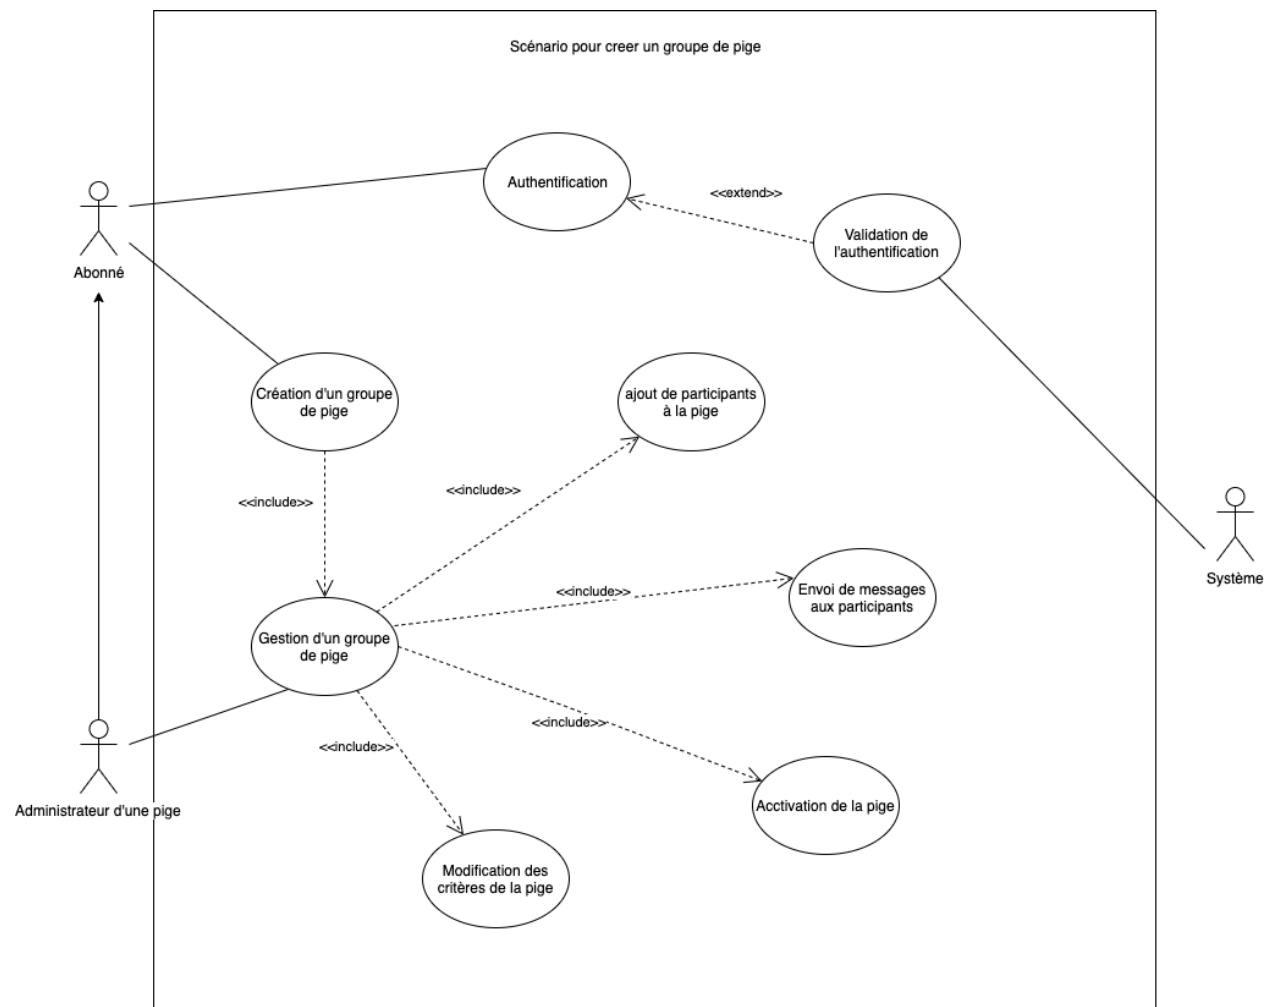 Scénario pour creer un groupe de pige
Authentification
<<extend>>
Validation de
l'authentification
Abonné
Création d'un groupe
de pige
ajout de participants
à la pige
<<include>>
<<include>>
Système
<<include>>
Envoi de messages
aux participants
Gestion d'un groupe
de pige
<<include>>
<<include>>
Administrateur d'une pige
Acctivation de la pige
Modification des
critères de la pige